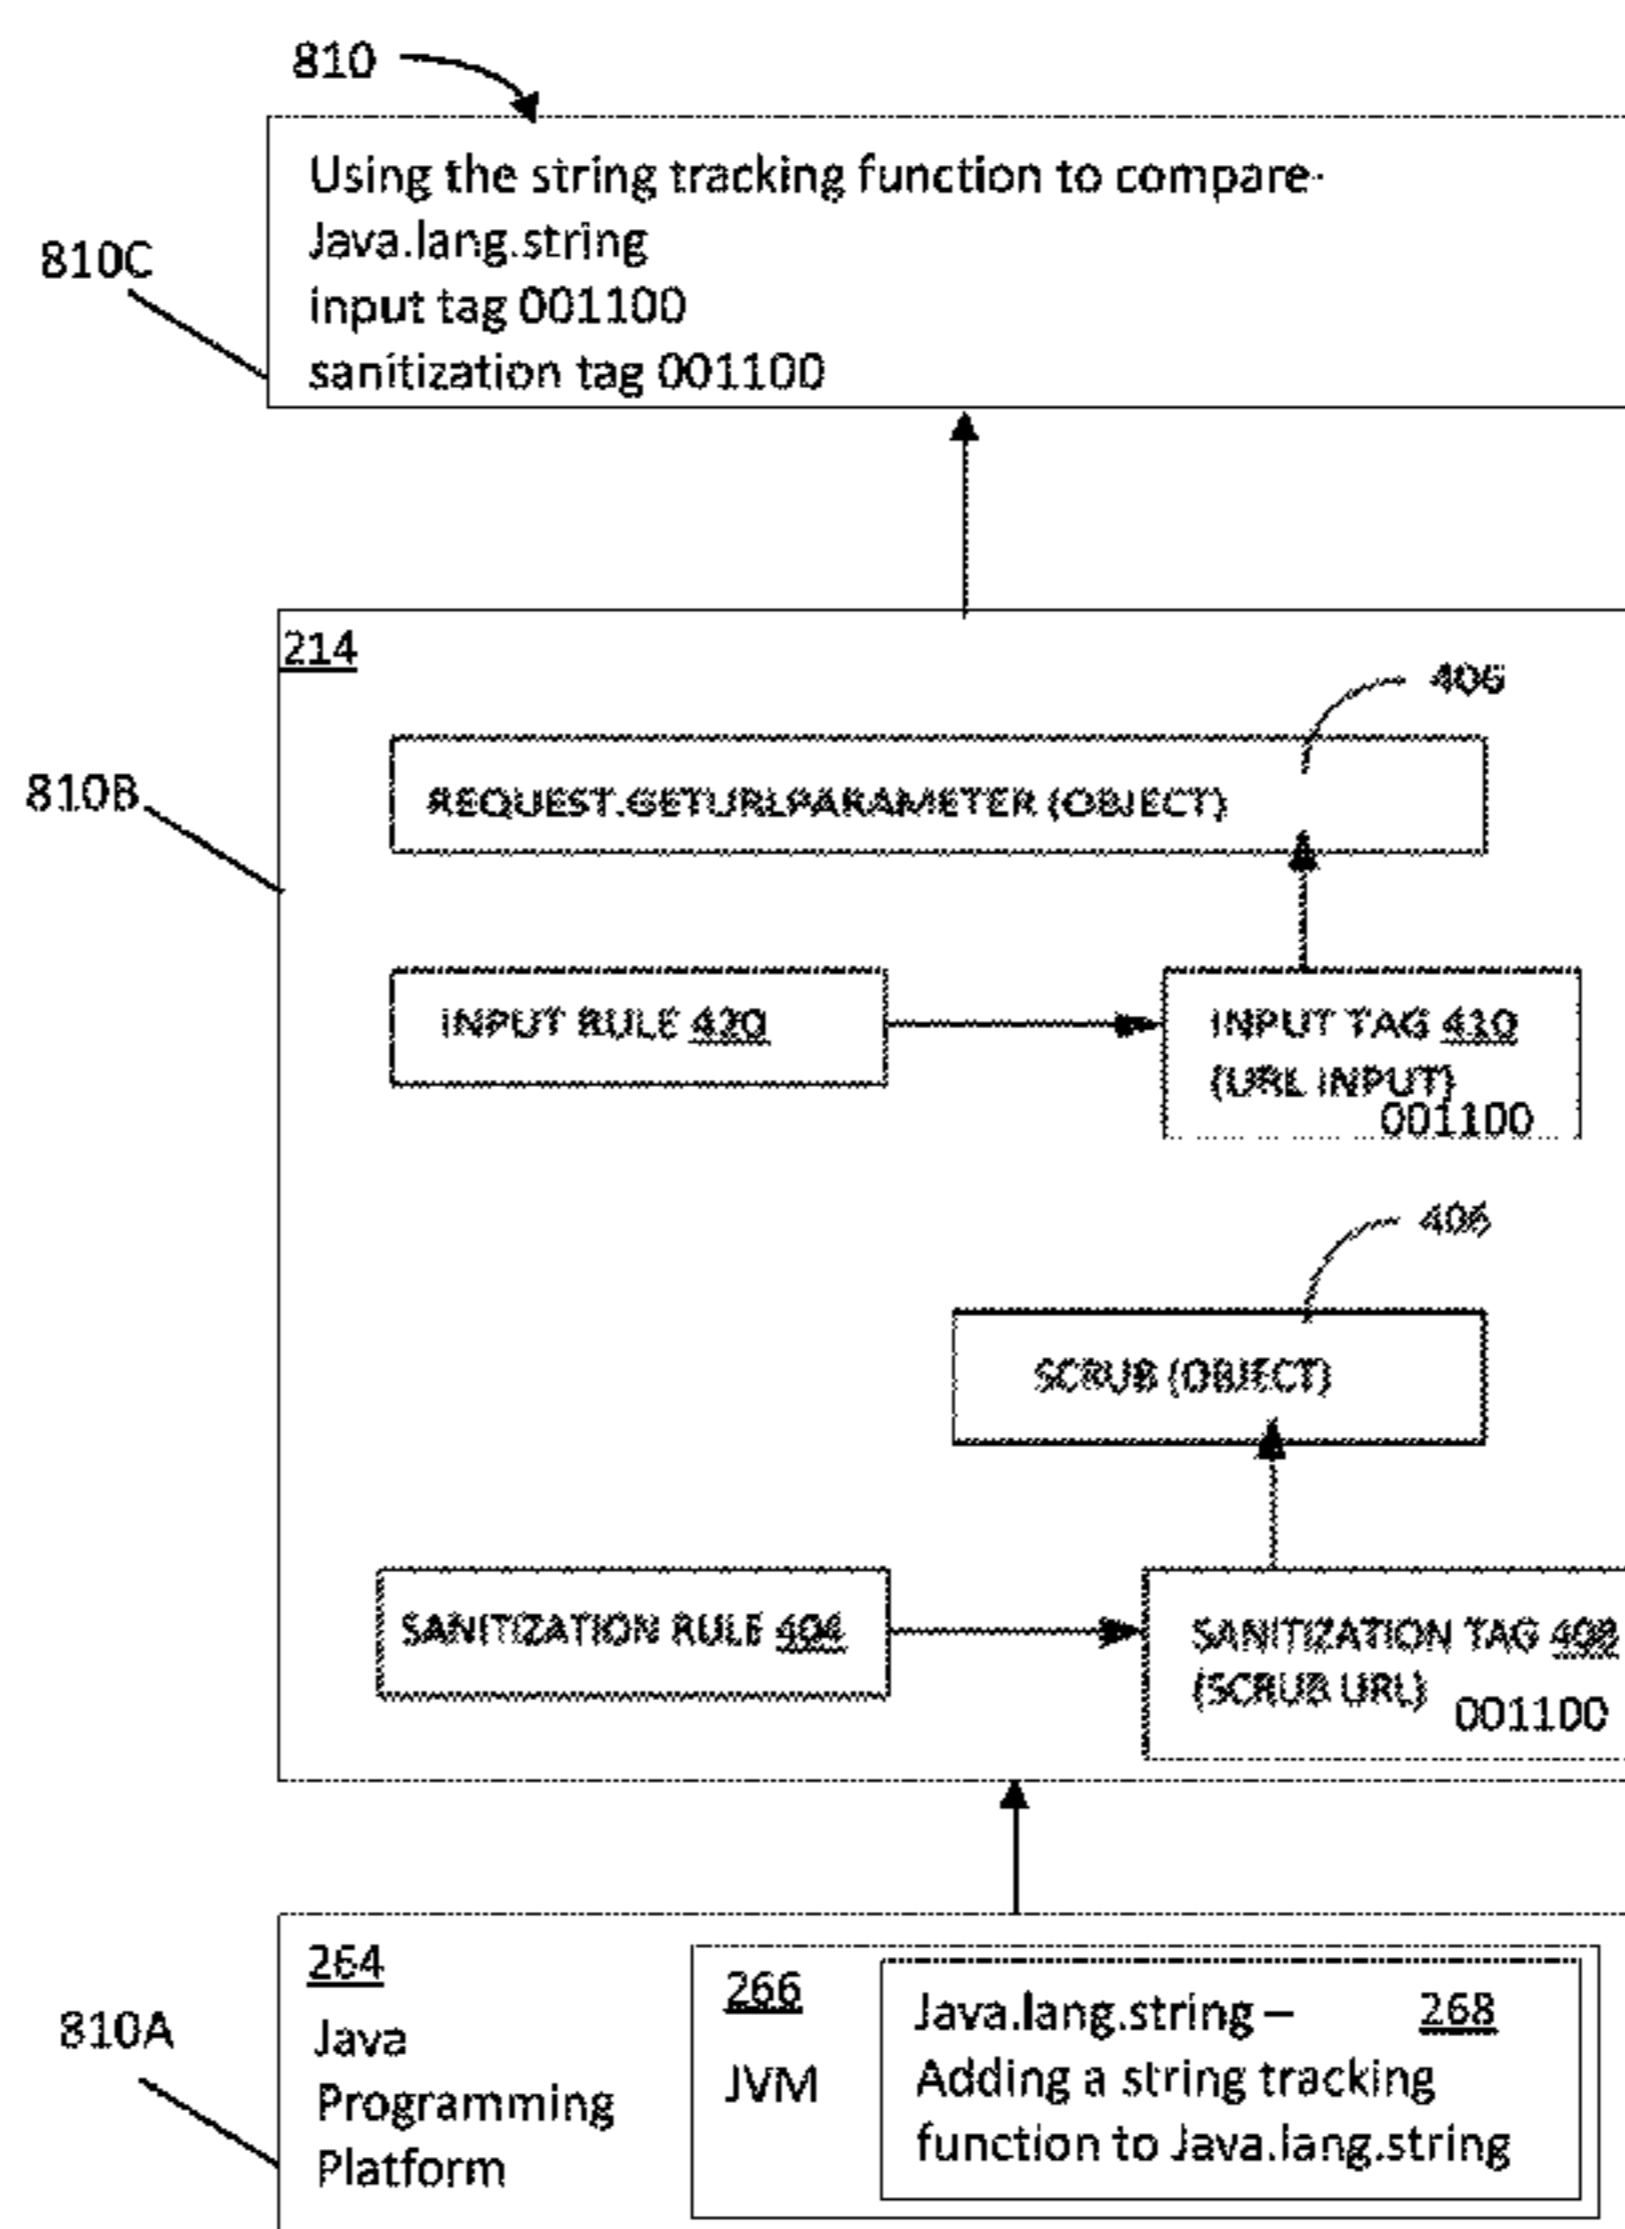 810
Using the string tracking function to compare-
Java.lang.string
810C
input tag 001100
sanitization tag 001100
214
406
REQUEST.GETURLPARAMETER (OBJECT)
810B
INPUT RULE 420
INPUT TAG 410
(URL INPUT)
001100
406
SCRUB (OBJECT)
SANITIZATION RULE 404
SANITIZATION TAG 408
(SCRUB URL)
001100
264
Java
Programming
Platform
266
JVM
Java.lang.string – 268
Adding a string tracking
function to Java.lang.string
810A